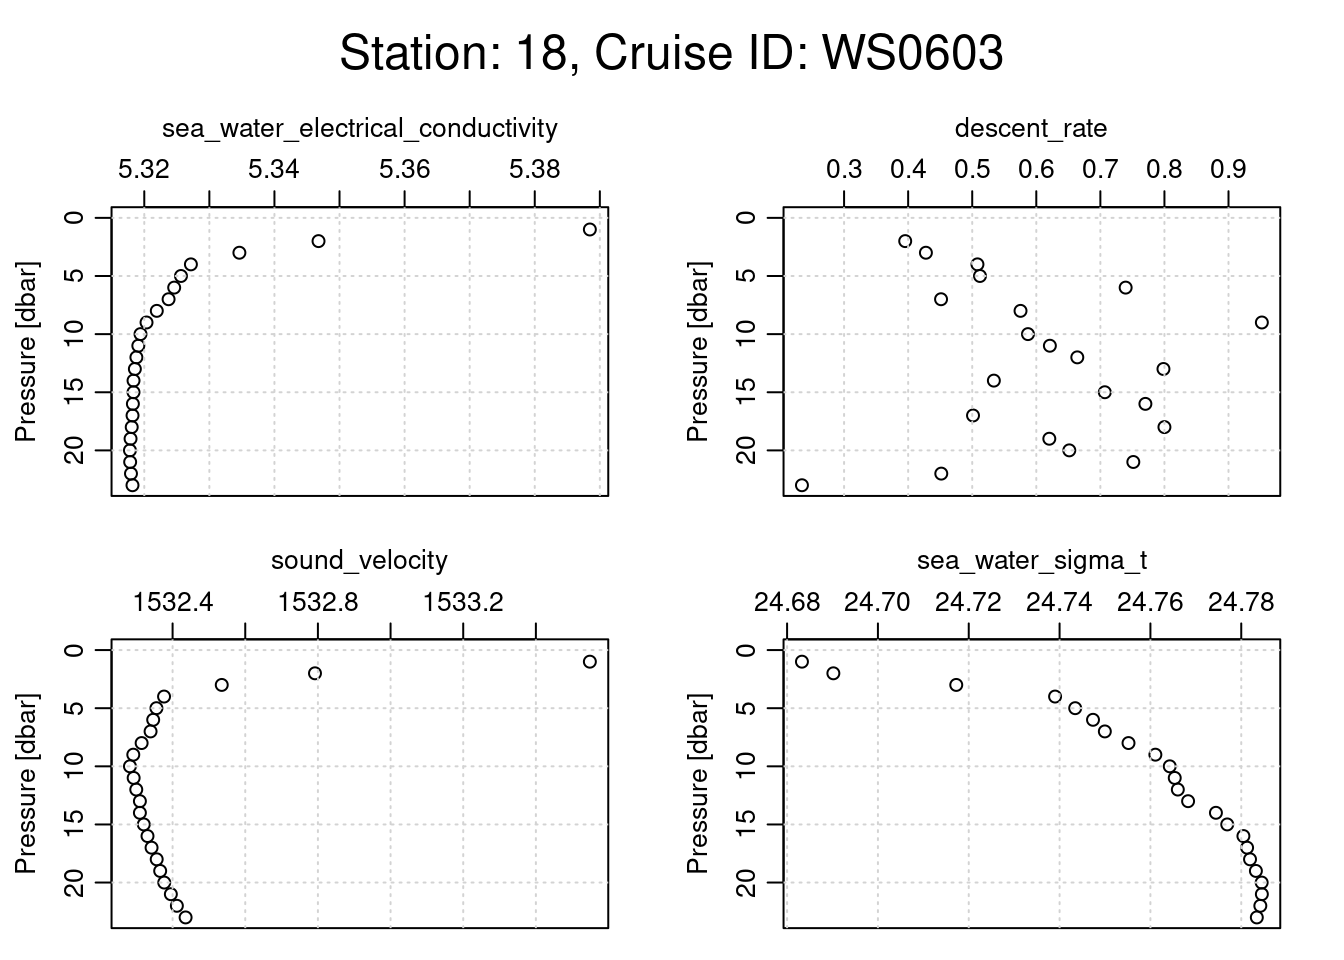 Station: 18, Cruise ID: WS0603
sea_water_electrical_conductivity
5.32 5.34 5.36 5.38
Pressure [dbar]
0 5 10 15 20
descent_rate
0.3 0.4 0.5 0.6 0.7 0.8 0.9
Pressure [dbar]
0 5 10 15 20
sound_velocity
1532.4 1532.8 1533.2
Pressure [dbar]
0 5 10 15 20
sea_water_sigma_t
24.68 24.70 24.72 24.74 24.76 24.78
Pressure [dbar]
0 5 10 15 20